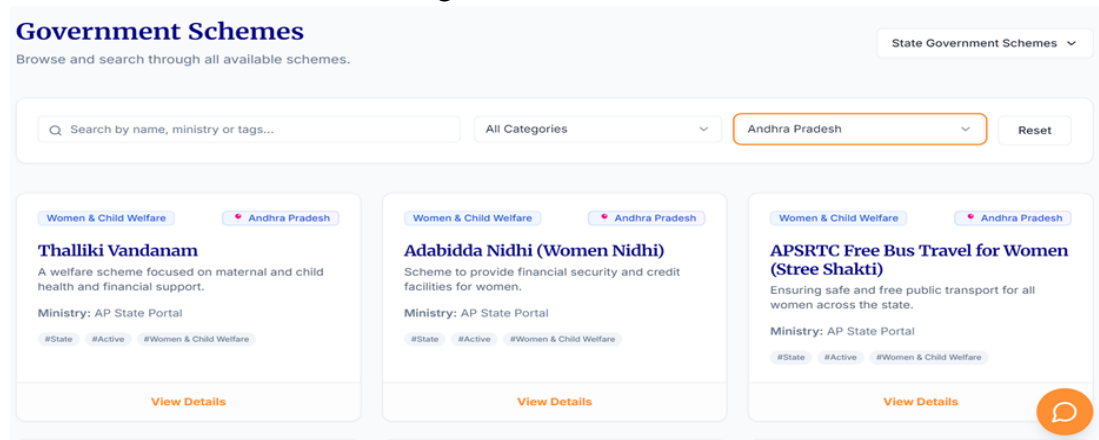 Government Schemes
Browse and search through all available schemes.
State Government Schemes
Search by name, ministry or tags...
All Categories
Andhra Pradesh
Reset
Women & Child Welfare
Andhra Pradesh
Thalliki Vandanam
A welfare scheme focused on maternal and child
health and financial support.
Ministry: AP State Portal
#State #Active #Women & Child Welfare
View Details
Women & Child Welfare
Andhra Pradesh
Adabidda Nidhi (Women Nidhi)
Scheme to provide financial security and credit
facilities for women.
Ministry: AP State Portal
#State #Active #Women & Child Welfare
View Details
Women & Child Welfare
Andhra Pradesh
APSRTC Free Bus Travel for Women
(Stree Shakti)
Ensuring safe and free public transport for all
women across the state.
Ministry: AP State Portal
#State #Active #Women & Child Welfare
View Details